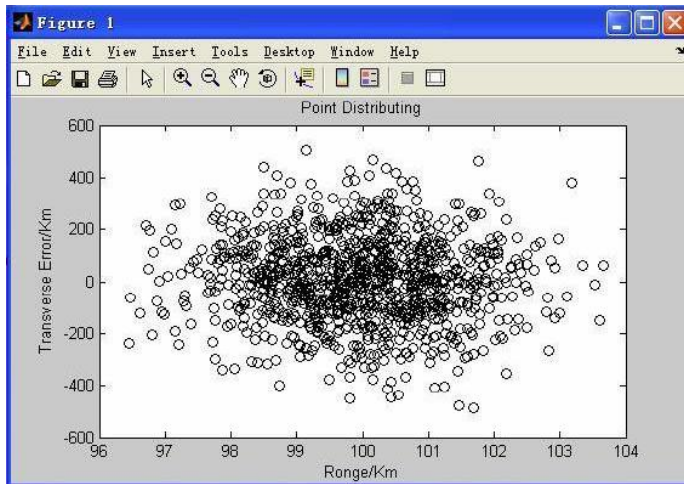 Figure 1
File Edit View Insert Tools Desktop Window Help
Point Distributing
600
400
200
0
-200
-400
-600
Transverse Error/Km
96 97 98 99 100 101 102 103 104
Ronge/Km